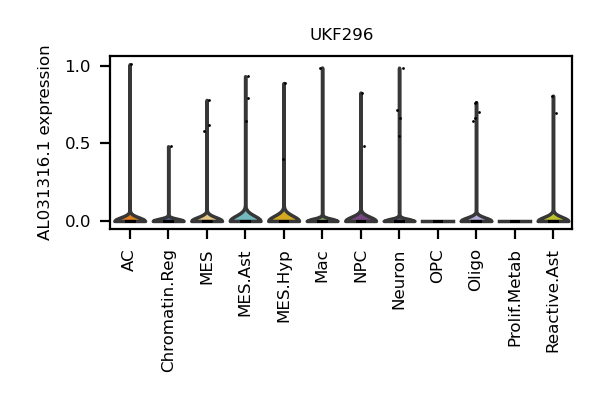 UKF296
AL031316.1 expression
1.0
0.5
0.0
AC
Chromatin.Reg
MES
MES.Ast
MES.Hyp
Mac
NPC
Neuron
OPC
Oligo
Prolif.Metab
Reactive.Ast